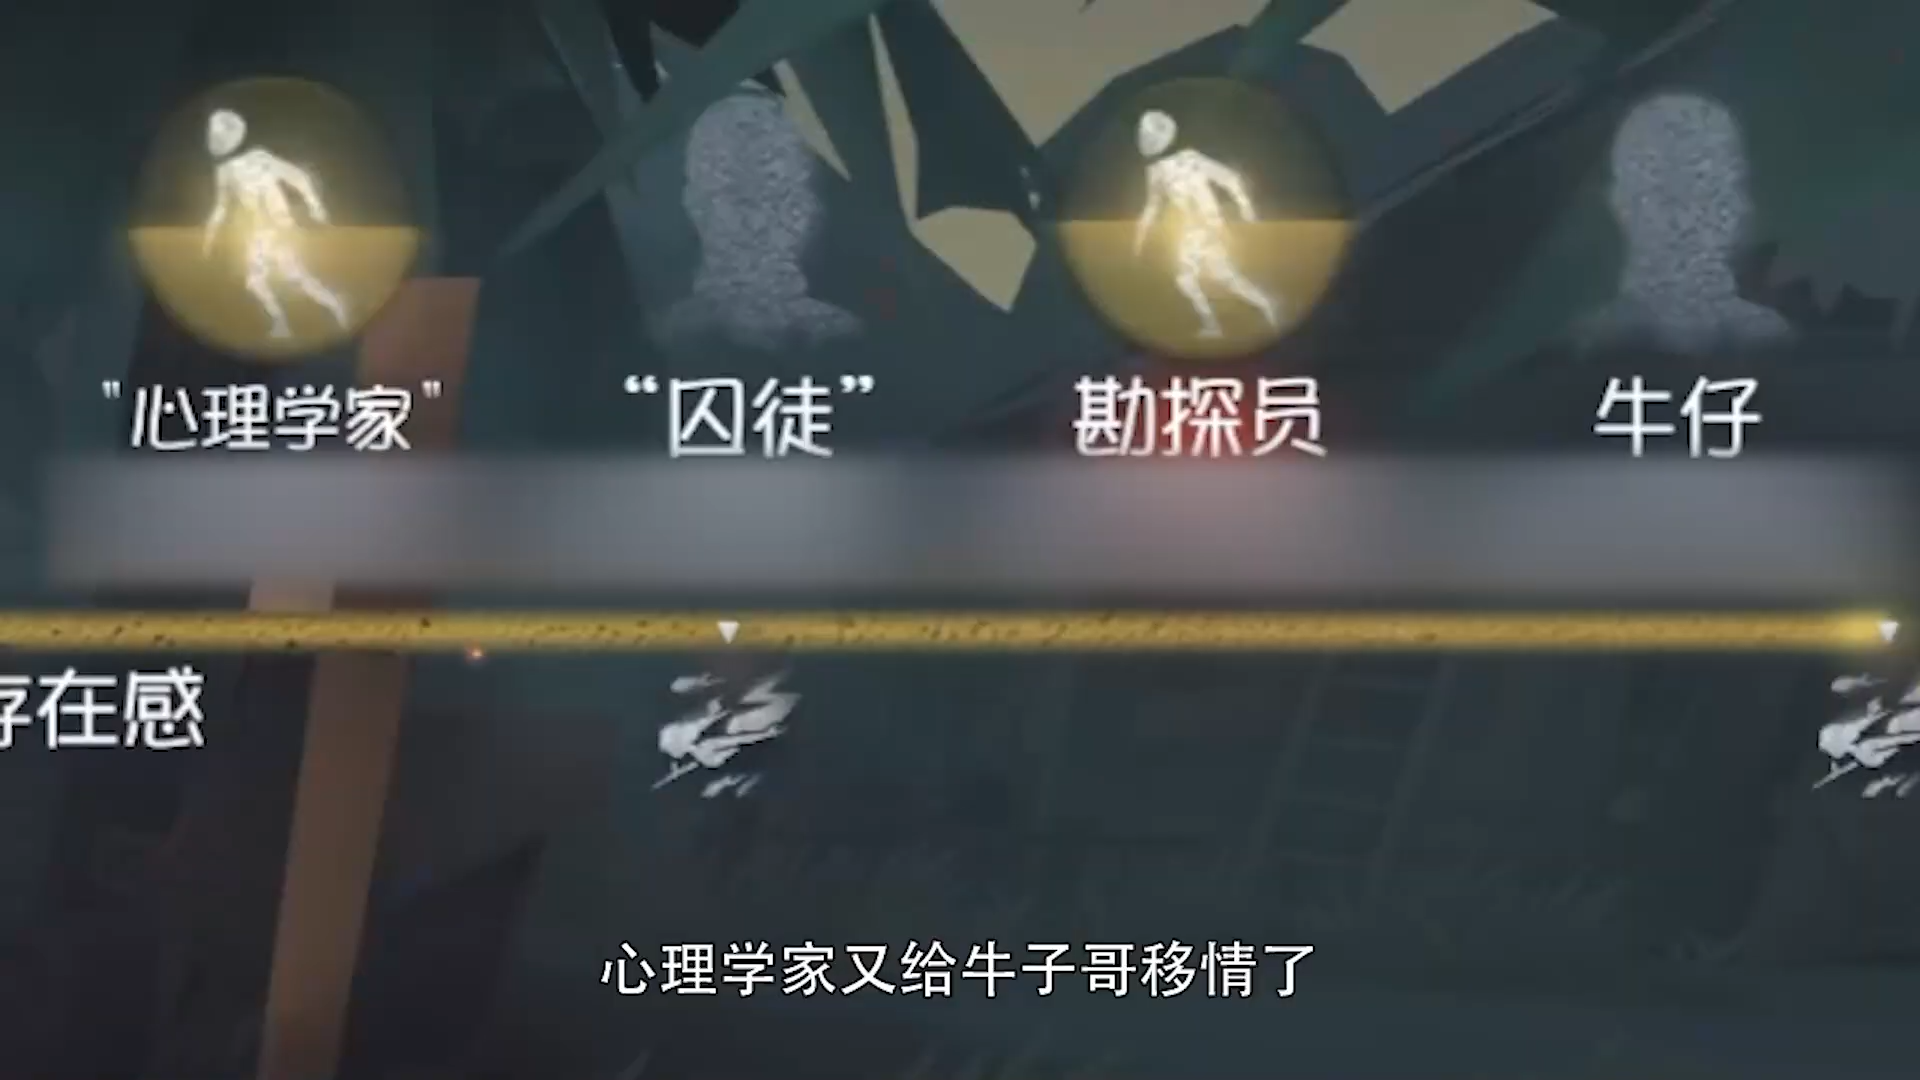 "心理学家"
“囚徒”
勘探员
牛仔
存在感
心理学家又给牛子哥移情了